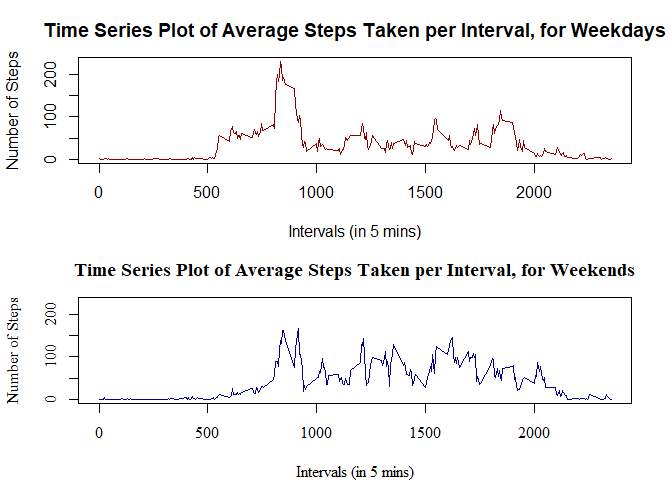 Time Series Plot of Average Steps Taken per Interval, for Weekdays
Number of Steps
200
100
0
0 500 1000 1500 2000
Intervals (in 5 mins)
Time Series Plot of Average Steps Taken per Interval, for Weekends
Number of Steps
200
100
0
0 500 1000 1500 2000
Intervals (in 5 mins)